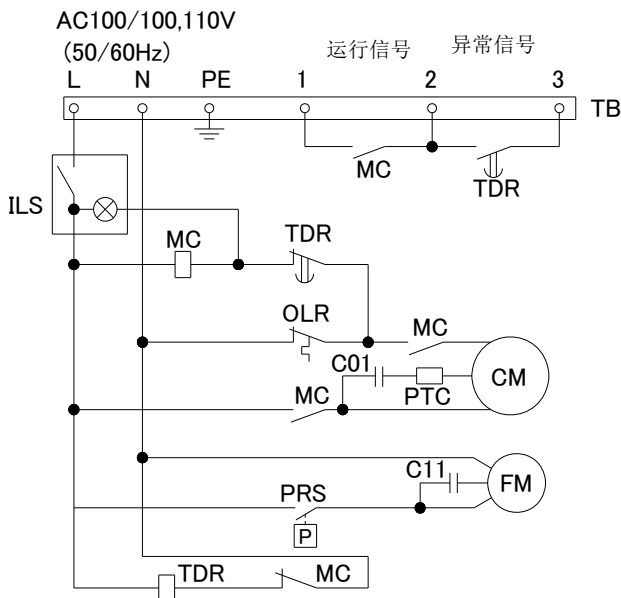 AC100/100,110V
(50/60Hz)
运行信号
异常信号
L N PE 1 2 3
TB
MC
TDR
ILS
MC
TDR
OLR
MC
C01
PTC
CM
MC
C11
FM
PRS
P
TDR
MC